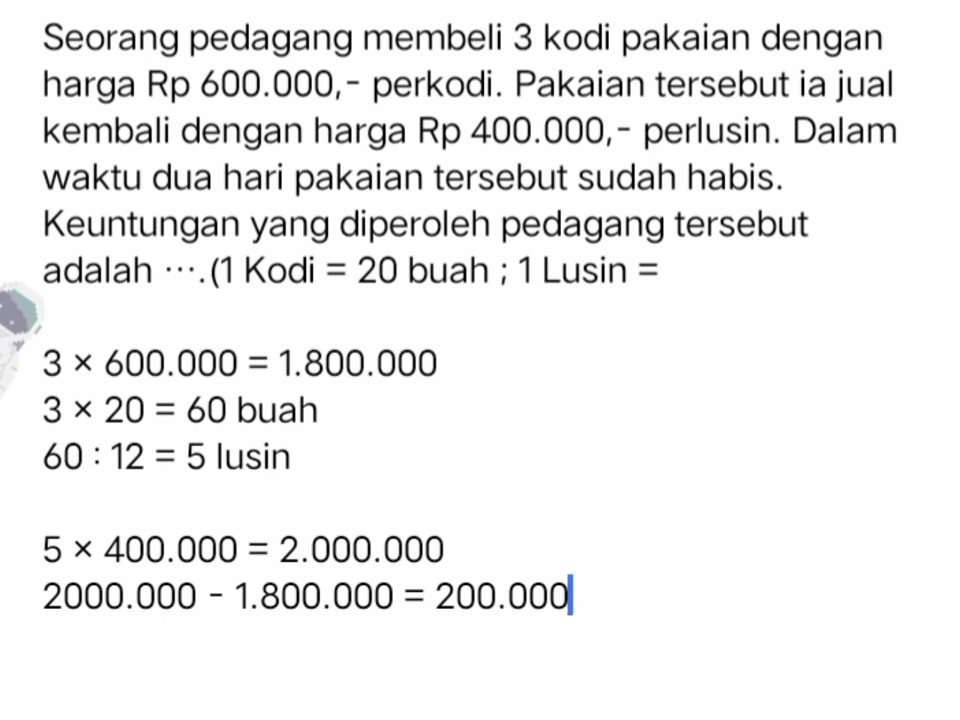 Seorang pedagang membeli 3 kodi pakaian dengan
harga Rp 600.000,- perkodi. Pakaian tersebut ia jual
kembali dengan harga Rp 400.000,- perlusin. Dalam
waktu dua hari pakaian tersebut sudah habis.
Keuntungan yang diperoleh pedagang tersebut
adalah ….(1 Kodi = 20 buah ; 1 Lusin =
3 × 600.000 = 1.800.000
3 × 20 = 60 buah
60 : 12 = 5 lusin
5 × 400.000 = 2.000.000
2000.000 - 1.800.000 = 200.000